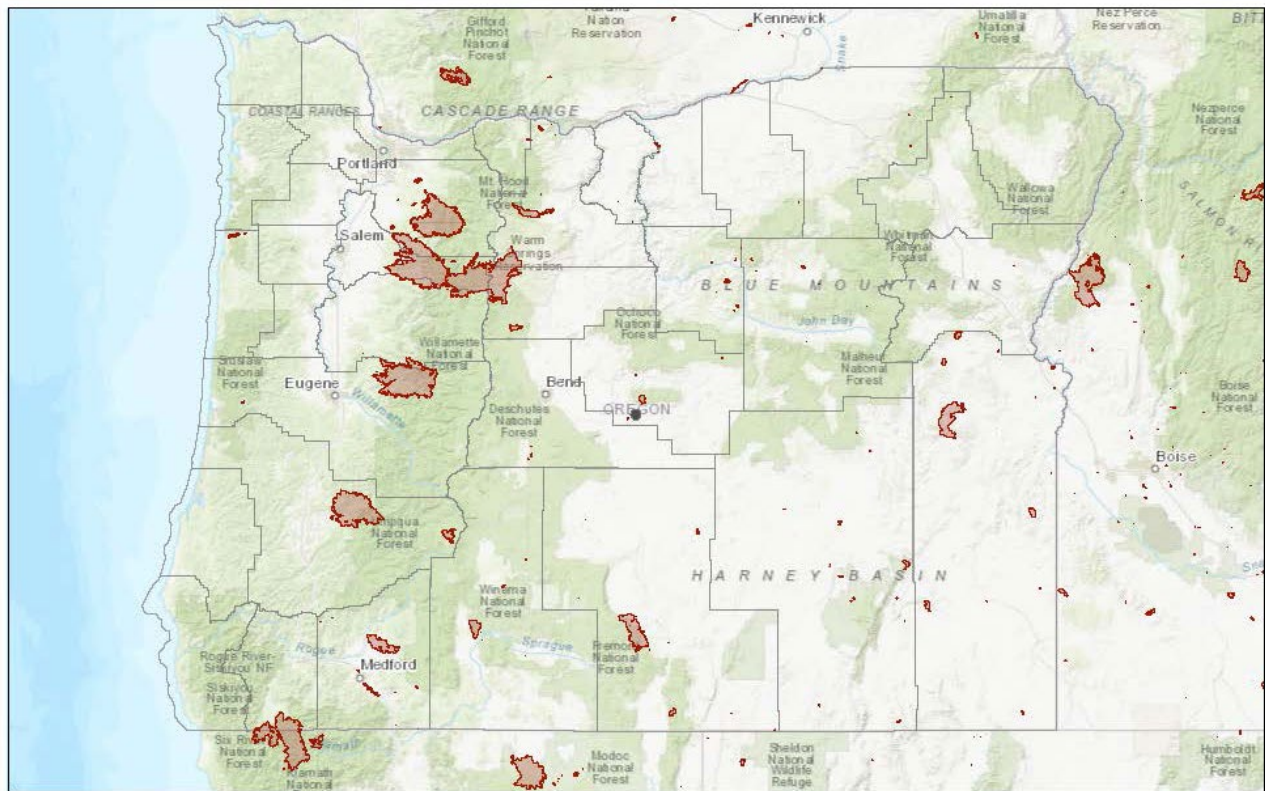 Gifford
Pinchot
National
Forest
Nation
Reservation
Kennewick
Snake
Umatilla
National
Forest
Nez Perce
Reservation
COASTAL RANGES
CASCADE RANGE
Nezperce
National
Forest
Portland
Mt. Hood
National
Forest
Wallowa
National
Forest
SALMON R
Salem
Warm
Springs
Reservation
Whitman
National
Forest
BLUE MOUNTAINS
Ochoco
National
Forest
John Day
Siuslaw
National
Forest
Willamette
National
Forest
Malheur
National
Forest
Eugene
Willamette
Bend
Deschutes
National
Forest
OREGON
Boise
National
Forest
Boise
Umpqua
National
Forest
HARNEY BASIN
Winema
National
Forest
Rogue
Sprague
Rogue River-
Siskiyou NF
Medford
Fremont
National
Forest
Siskiyou
National
Forest
Six Rivers
National
Forest
Klamath
National
Modoc
National
Forest
Sheldon
National
Wildlife
Refuge
Humboldt
National
Forest